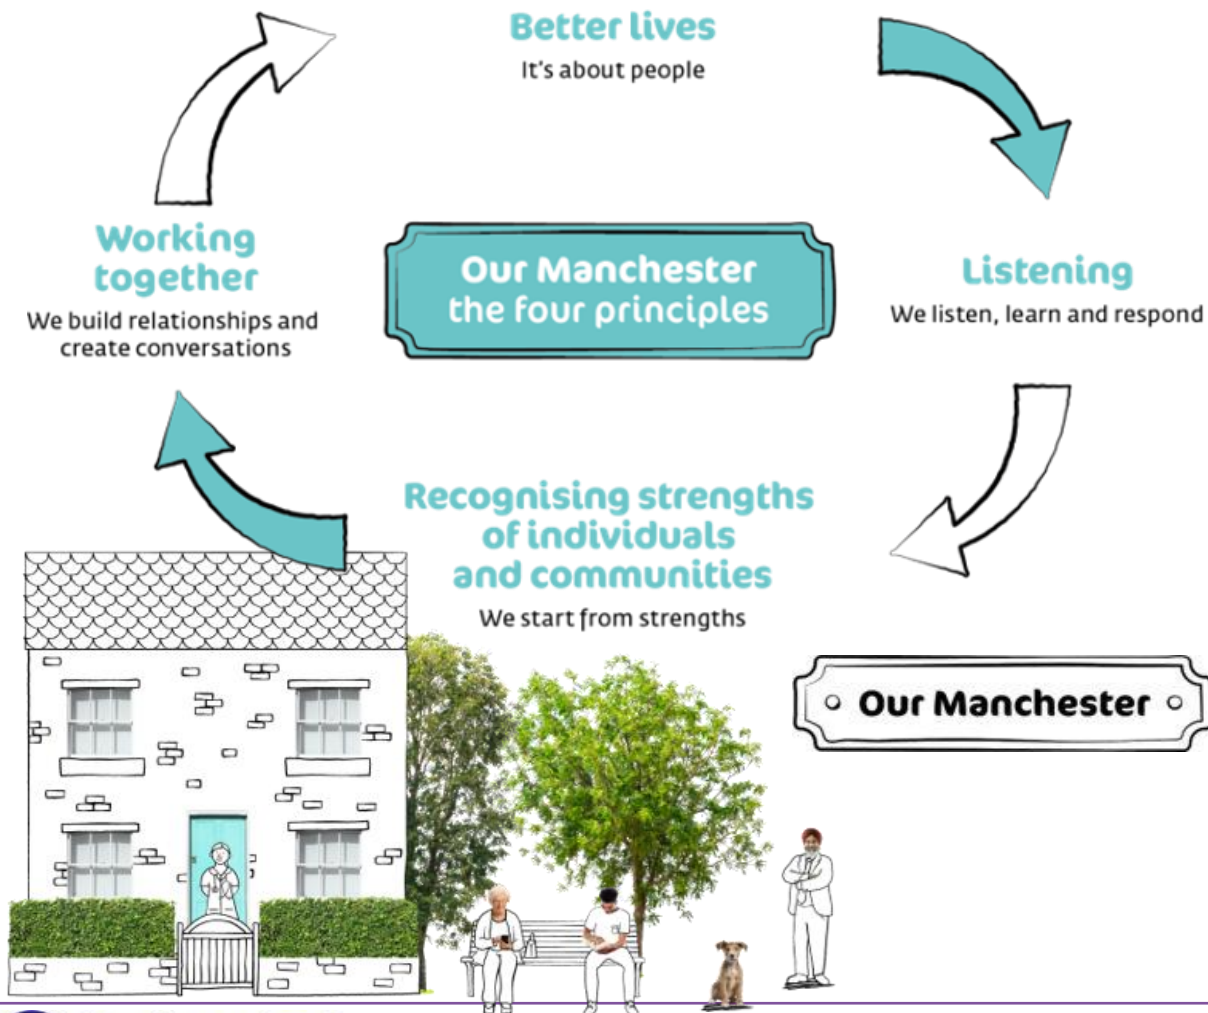 Better lives
It's about people
Working
together
We build relationships and
create conversations
Our Manchester
the four principles
Listening
We listen, learn and respond
Recognising strengths
of individuals
and communities
We start from strengths
Our Manchester